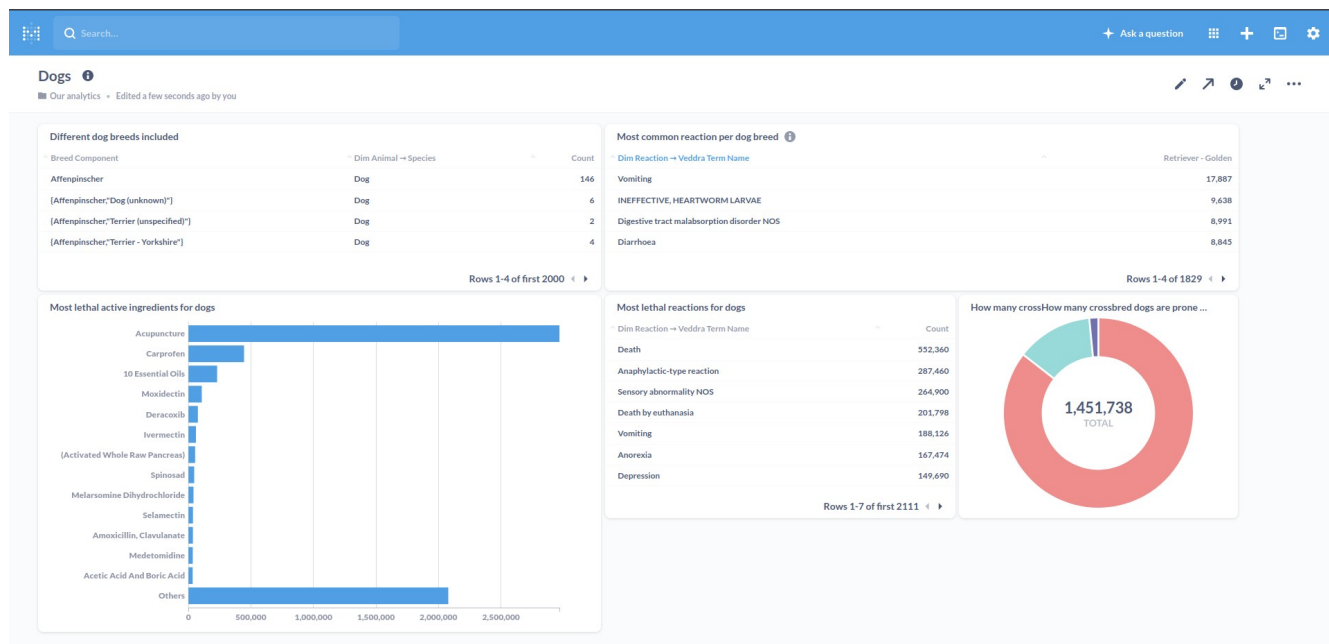 Search...
Ask a question
Dogs
Our analytics • Edited a few seconds ago by you
Different dog breeds included
Breed Component Dim Animal → Species Count
Affenpinscher Dog 146
{Affenpinscher,"Dog (unknown)"} Dog 6
{Affenpinscher,"Terrier (unspecified)"} Dog 2
{Affenpinscher,"Terrier - Yorkshire"} Dog 4
Rows 1-4 of first 2000
Most common reaction per dog breed
Dim Reaction → Veddra Term Name Retriever - Golden
Vomiting 17,887
INEFFECTIVE, HEARTWORM LARVAE 9,638
Digestive tract malabsorption disorder NOS 8,991
Diarrhoea 8,845
Rows 1-4 of 1829
Most lethal active ingredients for dogs
Acupuncture
Carprofen
10 Essential Oils
Moxidectin
Deracoxib
Ivermectin
(Activated Whole Raw Pancreas)
Spinosad
Melarsomine Dihydrochloride
Selamectin
Amoxicillin, Clavulanate
Medetomidine
Acetic Acid And Boric Acid
Others
0 500,000 1,000,000 1,500,000 2,000,000 2,500,000
Most lethal reactions for dogs
Dim Reaction → Veddra Term Name Count
Death 552,360
Anaphylactic-type reaction 287,460
Sensory abnormality NOS 264,900
Death by euthanasia 201,798
Vomiting 188,126
Anorexia 167,474
Depression 149,690
Rows 1-7 of first 2111
How many crossHow many crossbred dogs are prone ...
1,451,738
TOTAL